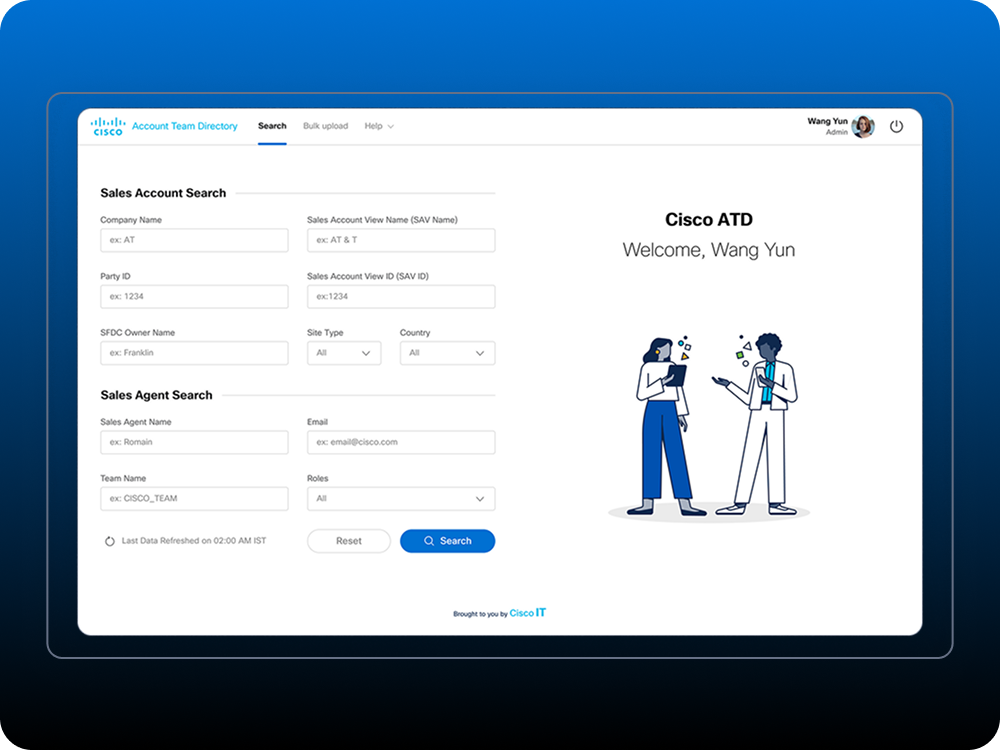 CISCO Account Team Directory Search Bulk upload Help Wang Yun
Admin
Sales Account Search
Company Name Sales Account View Name (SAV Name)
ex: AT ex: AT & T
Party ID Sales Account View ID (SAV ID)
ex: 1234 ex:1234
SFDC Owner Name Site Type Country
ex: Franklin All All
Sales Agent Search
Sales Agent Name Email
ex: Romain ex: email@cisco.com
Team Name Roles
ex: CISCO_TEAM All
Last Data Refreshed on 02:00 AM IST Reset Search
Cisco ATD
Welcome, Wang Yun
Brought to you by Cisco IT